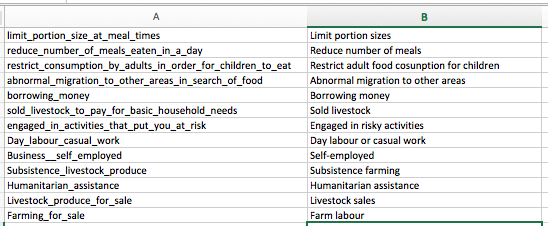 A B
limit_portion_size_at_meal_times Limit portion sizes
reduce_number_of_meals_eaten_in_a_day Reduce number of meals
restrict_consumption_by_adults_in_order_for_children_to_eat Restrict adult food cosunption for children
abnormal_migration_to_other_areas_in_search_of_food Abnormal migration to other areas
borrowing_money Borrowing money
sold_livestock_to_pay_for_basic_household_needs Sold livestock
engaged_in_activities_that_put_you_at_risk Engaged in risky activities
Day_labour_casual_work Day labour or casual work
Business__self_employed Self-employed
Subsistence_livestock_produce Subsistence farming
Humanitarian_assistance Humanitarian assistance
Livestock_produce_for_sale Livestock sales
Farming_for_sale Farm labour